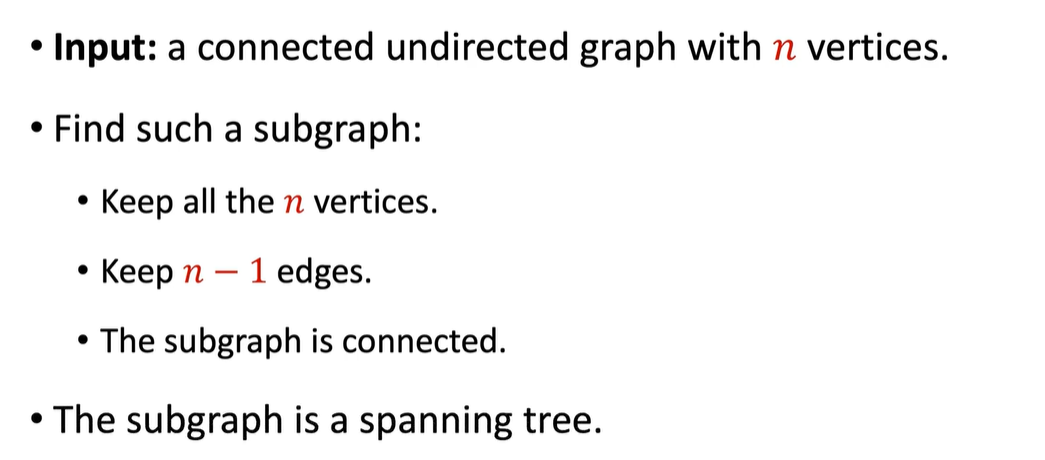 • Input: a connected undirected graph with n vertices.
• Find such a subgraph:
• Keep all the n vertices.
• Keep n − 1 edges.
• The subgraph is connected.
• The subgraph is a spanning tree.